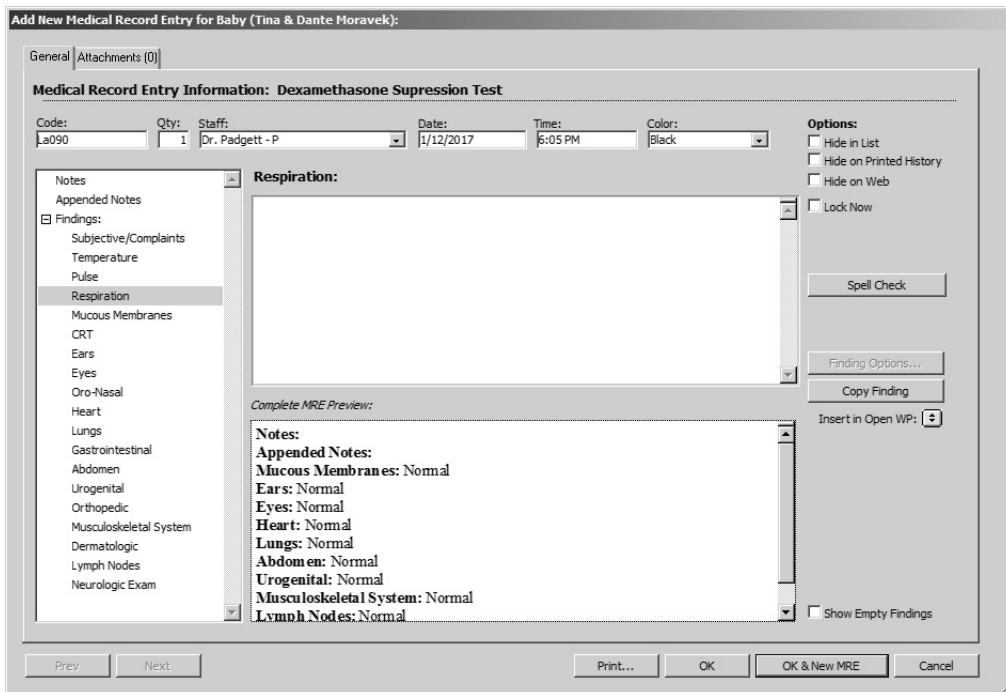 Add New Medical Record Entry for Baby (Tina & Dante Moravek):
General Attachments (0)
Medical Record Entry Information: Dexamethasone Supression Test
Code: Qty: Staff: Date: Time: Color: Options:
La090 1 Dr. Padgett - P 1/12/2017 6:05 PM Black Hide in List
Hide on Printed History
Hide on Web
Lock Now
Notes
Appended Notes
Findings:
Subjective/Complaints
Temperature
Pulse
Respiration
Mucous Membranes
CRT
Ears
Eyes
Oro-Nasal
Heart
Lungs
Gastrointestinal
Abdomen
Urogenital
Orthopedic
Musculoskeletal System
Dermatologic
Lymph Nodes
Neurologic Exam
Respiration:
Complete MRE Preview:
Notes:
Appended Notes:
Mucous Membranes: Normal
Ears: Normal
Eyes: Normal
Heart: Normal
Lungs: Normal
Abdomen: Normal
Urogenital: Normal
Musculoskeletal System: Normal
Lymph Nodes: Normal
Spell Check
Finding Options...
Copy Finding
Insert in Open WP:
Show Empty Findings
Prev Next Print... OK OK & New MRE Cancel